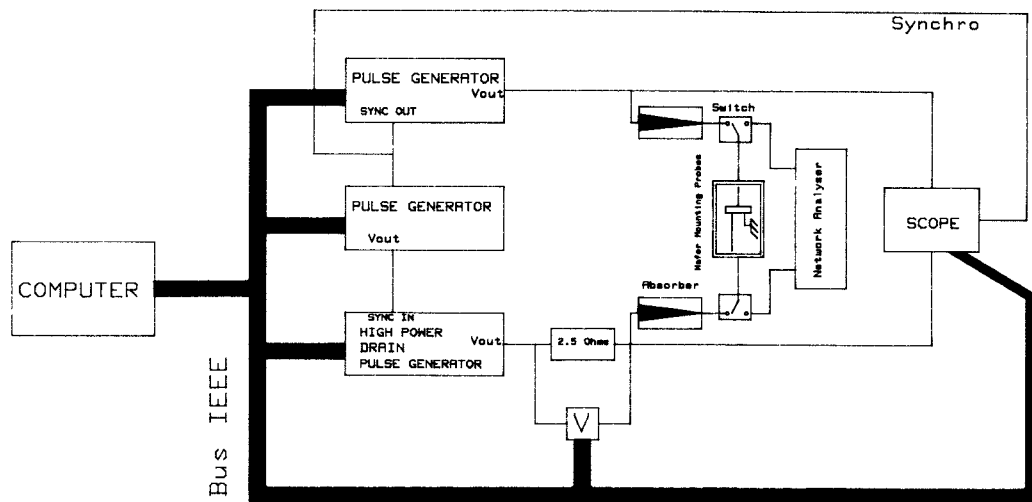 Synchro
PULSE GENERATOR
Vout
SYNC OUT
Switch
PULSE GENERATOR
Vout
Wafer Mounting Probes
Network Analyser
SCOPE
COMPUTER
Absorber
SYNC IN
HIGH POWER
DRAIN
PULSE GENERATOR
Vout
2.5 Ohms
V
Bus IEEE